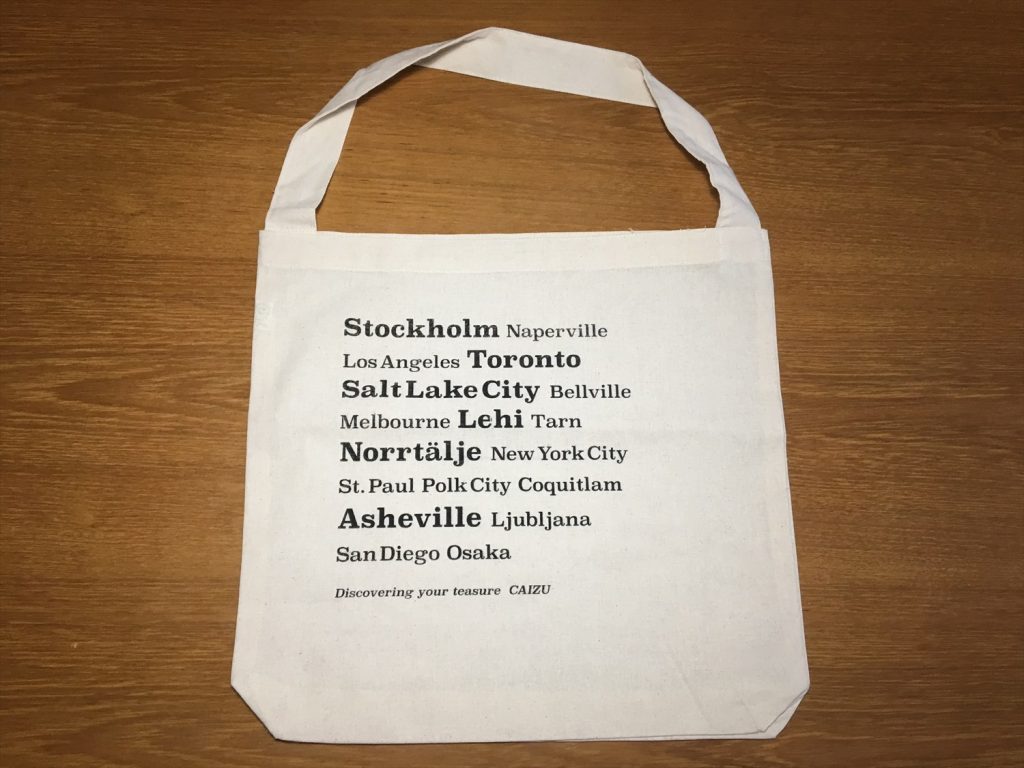 Stockholm Naperville
Los Angeles Toronto
Salt Lake City Bellville
Melbourne Lehi Tarn
Norrtälje New York City
St. Paul Polk City Coquitlam
Asheville Ljubljana
San Diego Osaka
Discovering your teasure CAIZU